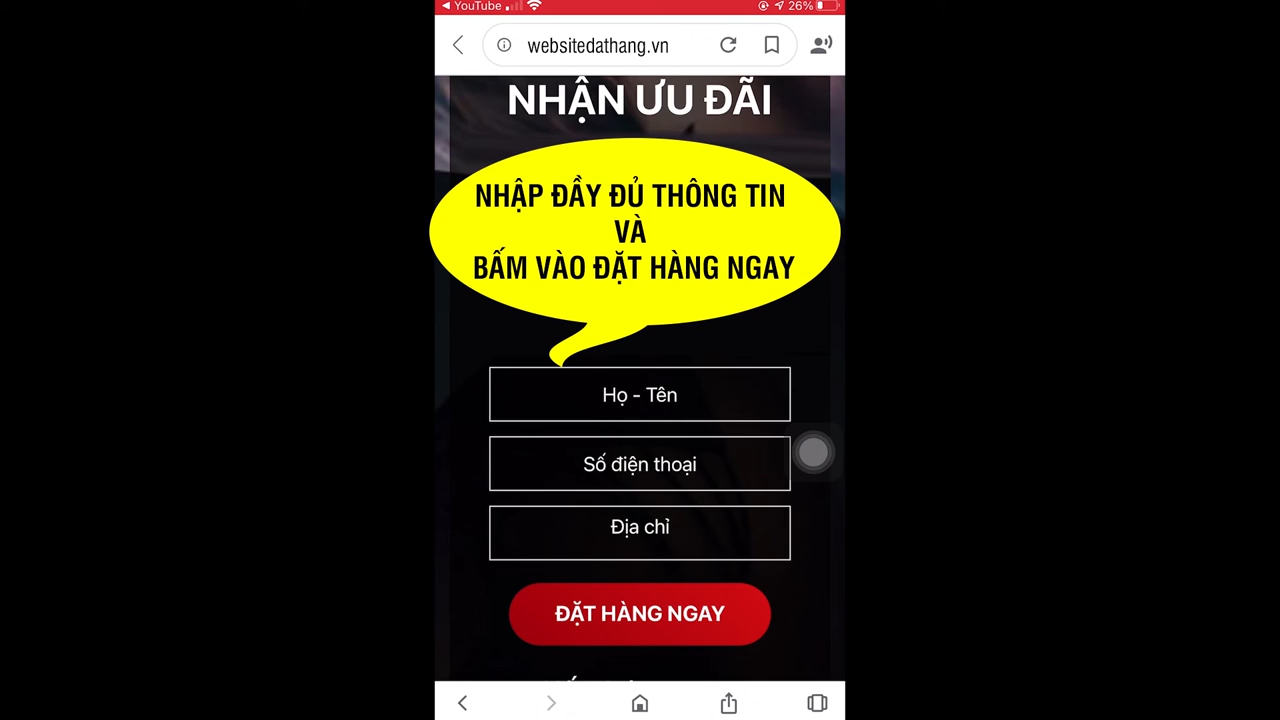 YouTube 26%
websitedathang.vn
NHẬN ƯU ĐÃI
NHẬP ĐẦY ĐỦ THÔNG TIN
VÀ
BẤM VÀO ĐẶT HÀNG NGAY
Họ - Tên
Số điện thoại
Địa chỉ
ĐẶT HÀNG NGAY